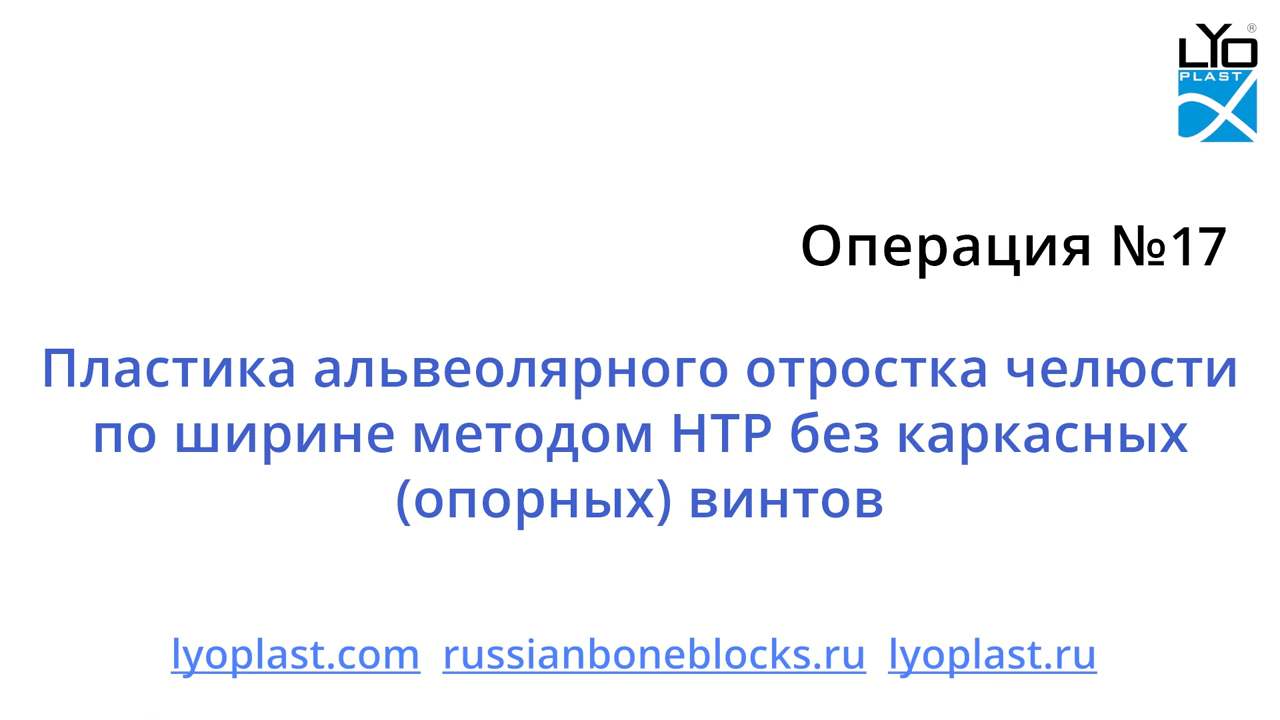 LYO®
PLAST
Операция №17
Пластика альвеолярного отростка челюсти
по ширине методом НТР без каркасных
(опорных) винтов
lyoplast.com russianboneblocks.ru lyoplast.ru